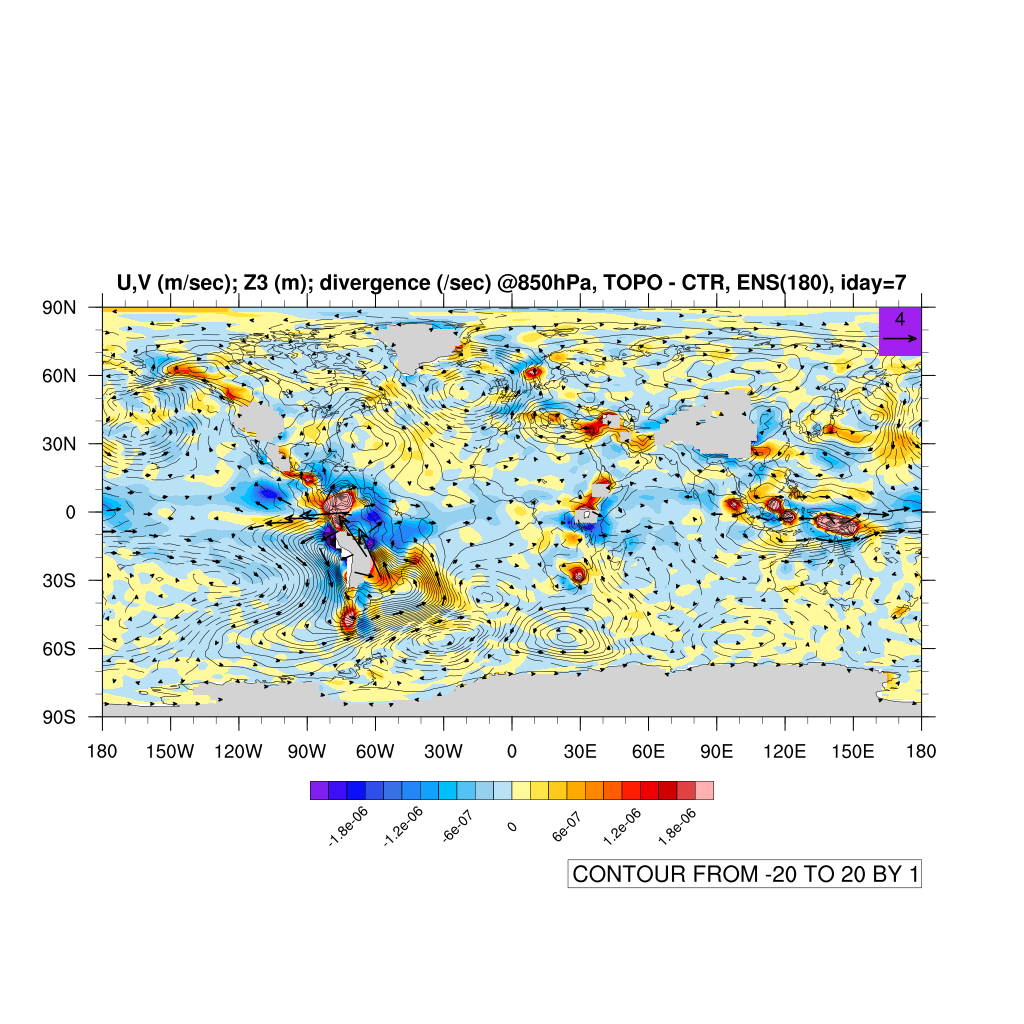 U,V (m/sec); Z3 (m); divergence (/sec) @850hPa, TOPO - CTR, ENS(180), iday=7
4
90N
60N
30N
0
30S
60S
90S
180 150W 120W 90W 60W 30W 0 30E 60E 90E 120E 150E 180
-1.8e-06 -1.2e-06 -6e-07 0 6e-07 1.2e-06 1.8e-06
CONTOUR FROM -20 TO 20 BY 1